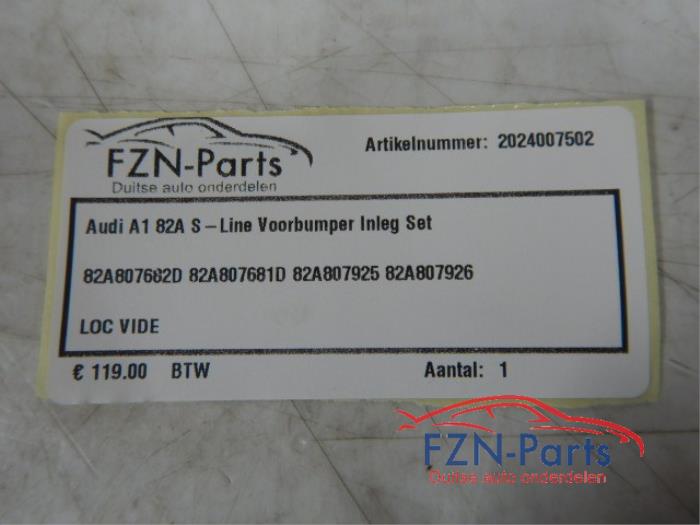 FZN-Parts
Duitse auto onderdelen
Artikelnummer: 2024007502
Audi A1 82A S-Line Voorbumper Inleg Set
82A807682D 82A807681D 82A807925 82A807926
LOC VIDE
€ 119.00 BTW Aantal: 1
FZN-Parts
Duitse auto onderdelen